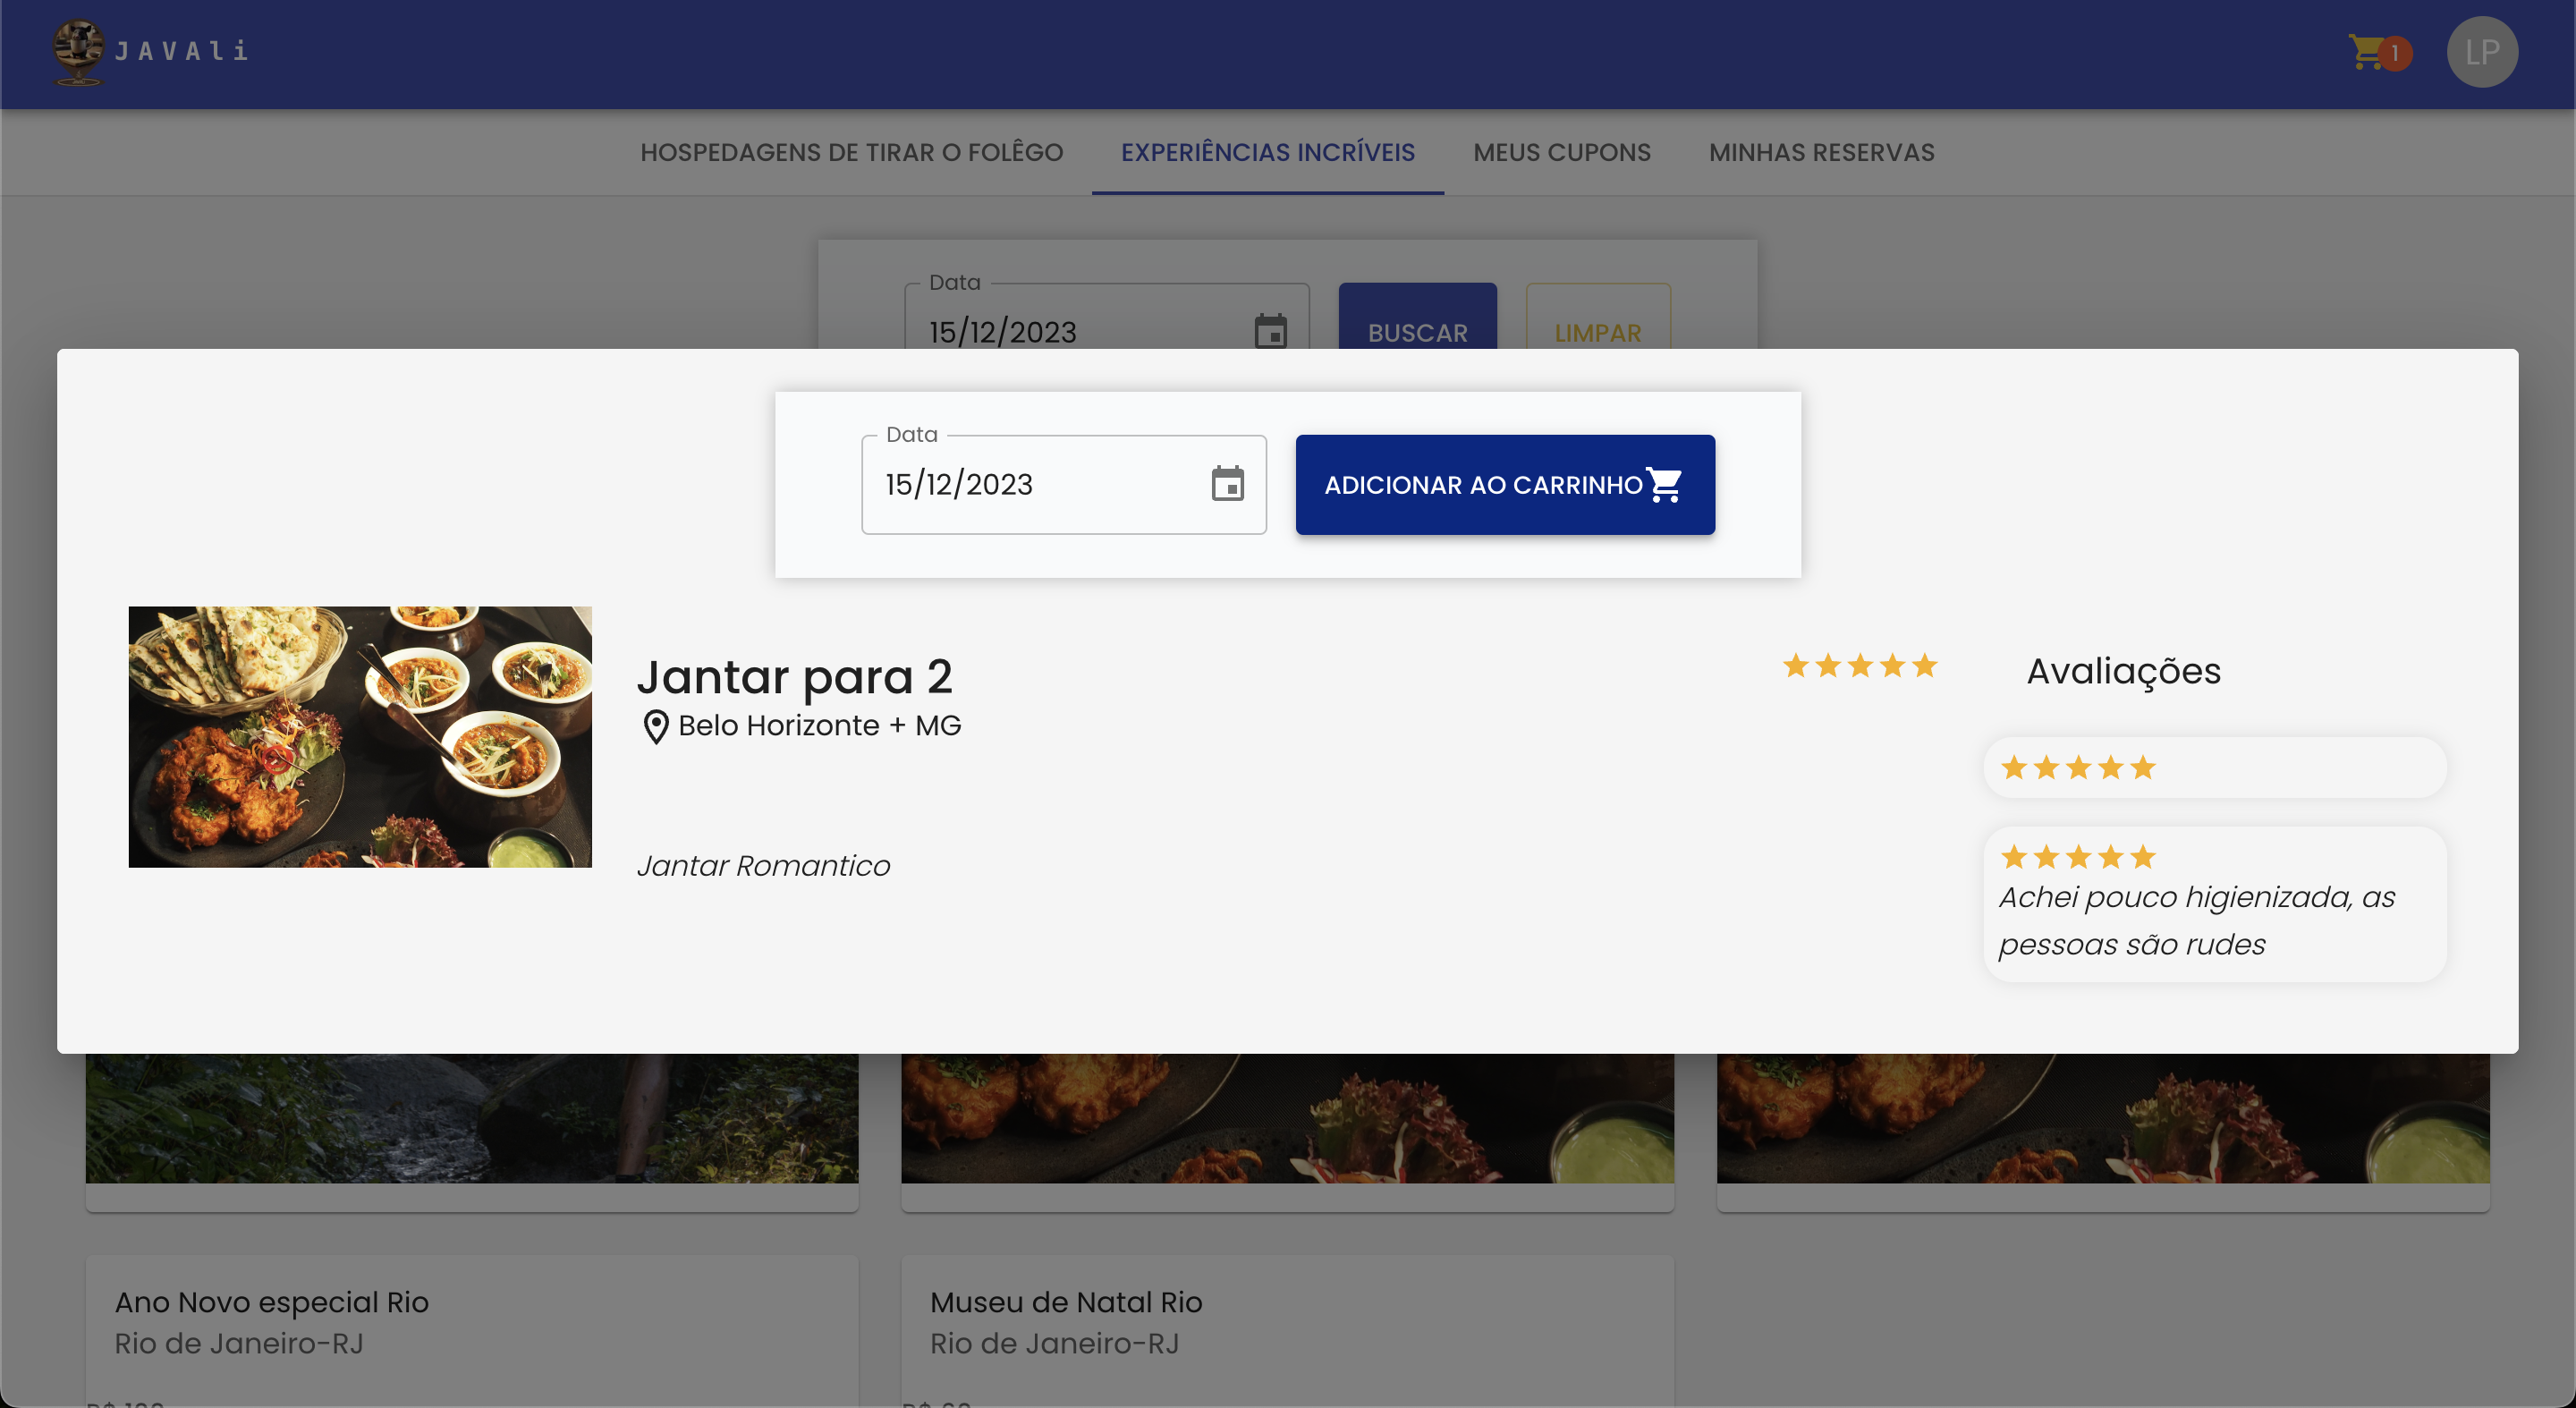 JAVAli
1
LP
HOSPEDAGENS DE TIRAR O FOLÊGO
EXPERIÊNCIAS INCRÍVEIS
MEUS CUPONS
MINHAS RESERVAS
Data
15/12/2023
BUSCAR
LIMPAR
Data
15/12/2023
ADICIONAR AO CARRINHO
Jantar para 2
Belo Horizonte + MG
Jantar Romantico
Avaliações
Achei pouco higienizada, as
pessoas são rudes
Ano Novo especial Rio
Rio de Janeiro-RJ
Museu de Natal Rio
Rio de Janeiro-RJ